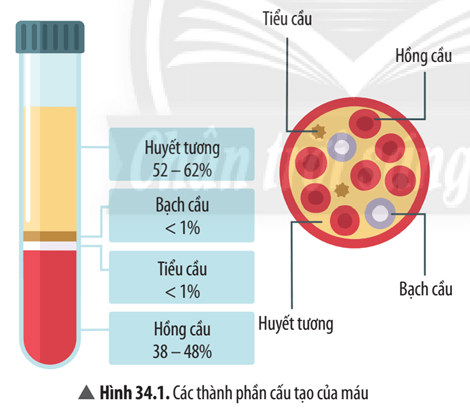 Tiểu cầu
Hồng cầu
Huyết tương
52 – 62%
Bạch cầu
< 1%
Tiểu cầu
< 1%
Hồng cầu
38 – 48%
Bạch cầu
Huyết tương
▲ Hình 34.1. Các thành phần cấu tạo của máu